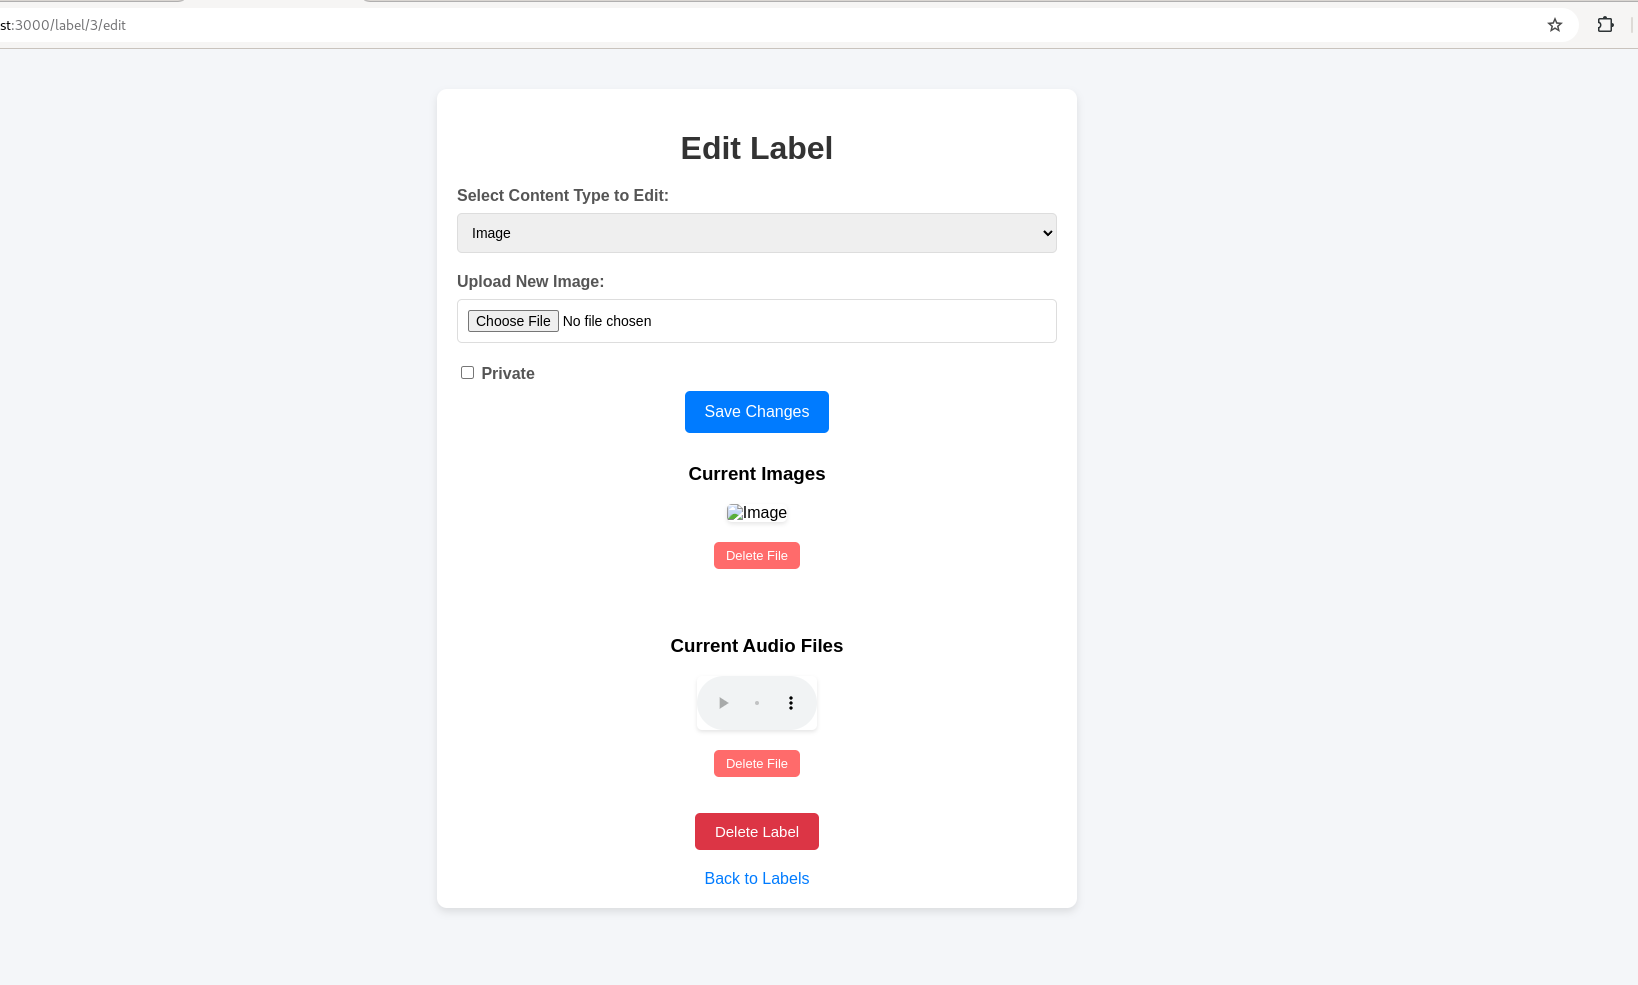 st:3000/label/3/edit
Edit Label
Select Content Type to Edit:
Image
Upload New Image:
Choose File No file chosen
Private
Save Changes
Current Images
Image
Delete File
Current Audio Files
Delete File
Delete Label
Back to Labels